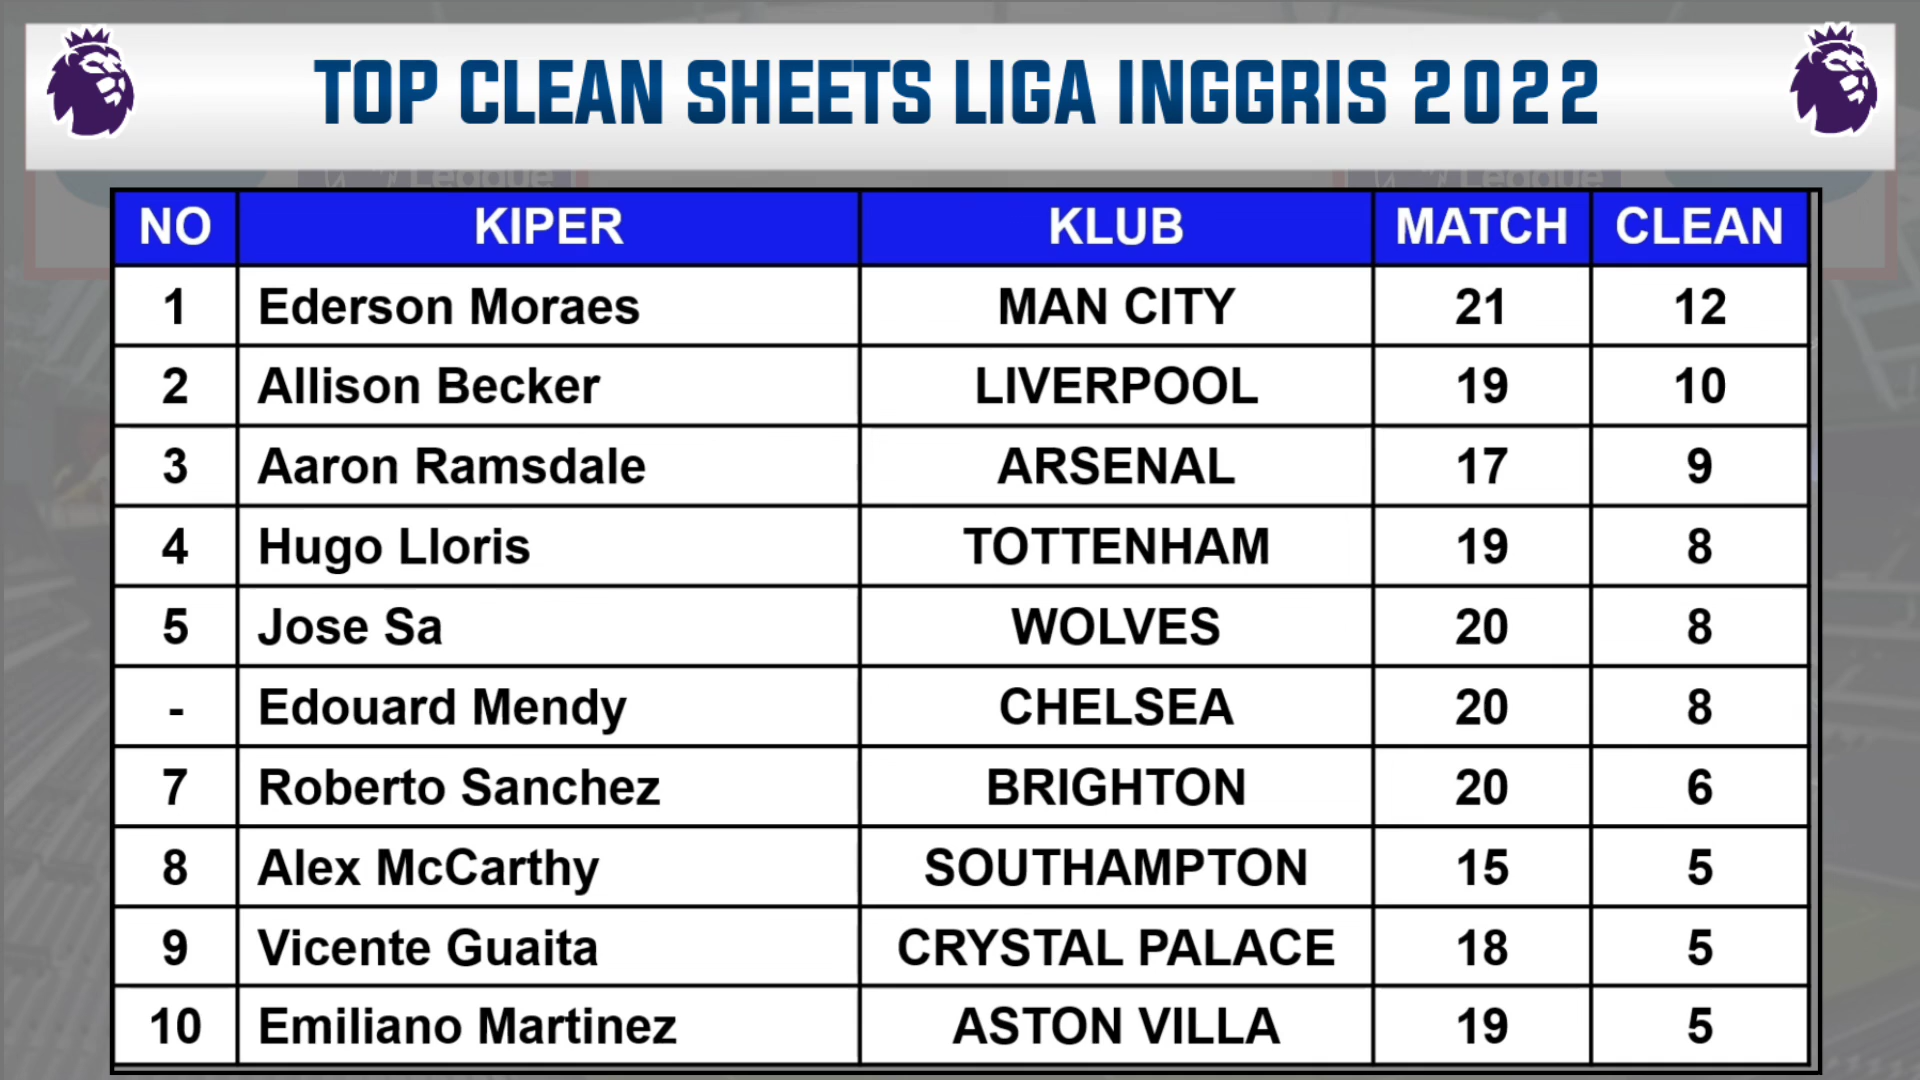 TOP CLEAN SHEETS LIGA INGGRIS 2022
League League
NO KIPER KLUB MATCH CLEAN
1 Ederson Moraes MAN CITY 21 12
2 Allison Becker LIVERPOOL 19 10
3 Aaron Ramsdale ARSENAL 17 9
4 Hugo Lloris TOTTENHAM 19 8
5 Jose Sa WOLVES 20 8
- Edouard Mendy CHELSEA 20 8
7 Roberto Sanchez BRIGHTON 20 6
8 Alex McCarthy SOUTHAMPTON 15 5
9 Vicente Guaita CRYSTAL PALACE 18 5
10 Emiliano Martinez ASTON VILLA 19 5